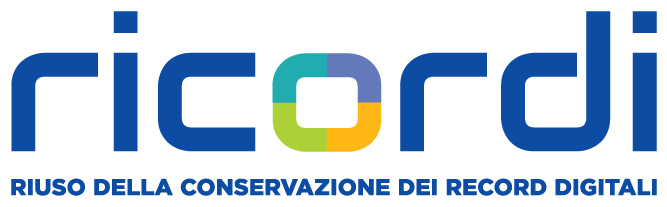 ricordi
RIUSO DELLA CONSERVAZIONE DEI RECORD DIGITALI